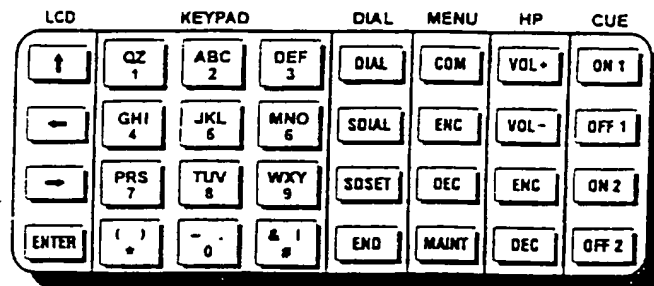 LCD KEYPAD DIAL MENU HP CUE
↑ QZ ABC DEF DIAL COM VOL+ ON 1
1 2 3
← GHI JKL MNO SDIAL ENC VOL- OFF 1
4 5 6
→ PRS TUV WXY SDSET DEC ENC ON 2
7 8 9
ENTER ( ) - . & | END MAINT DEC OFF 2
* 0 #